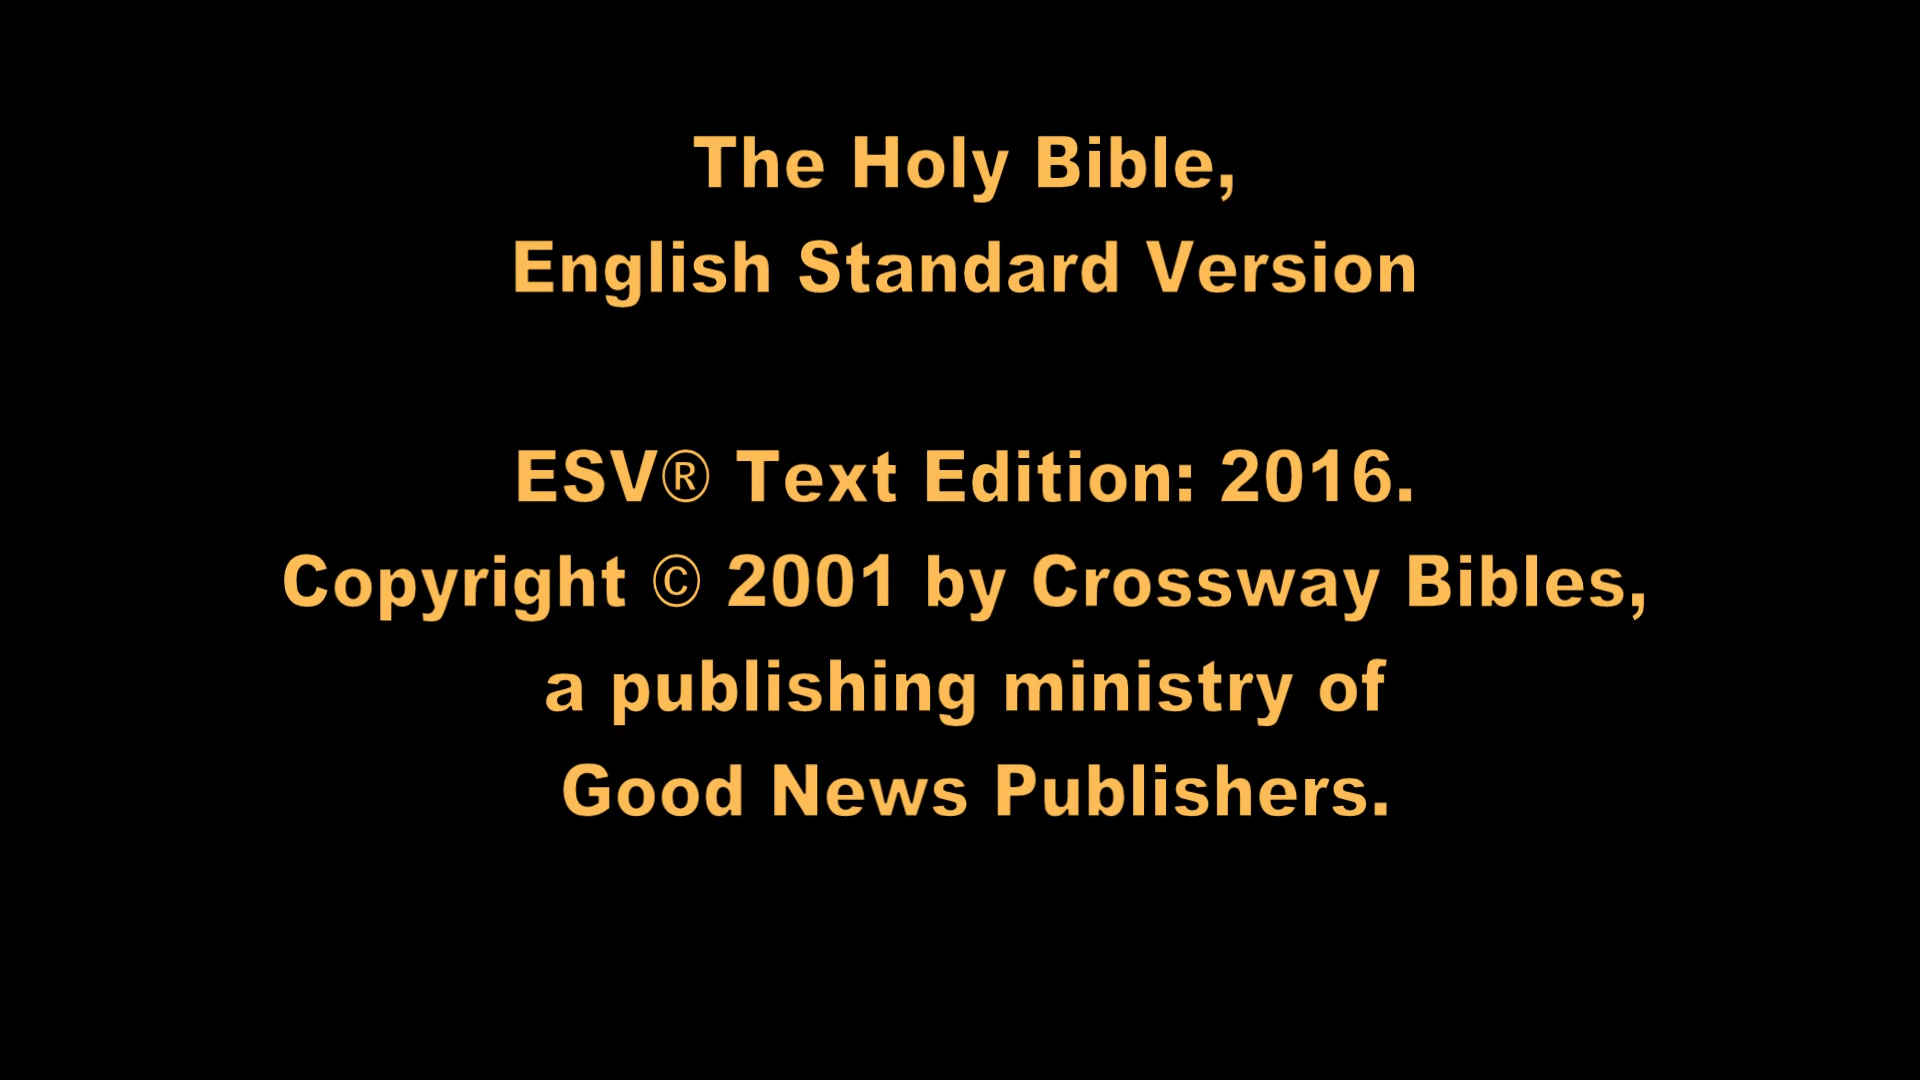 The Holy Bible,
English Standard Version
ESV® Text Edition: 2016.
Copyright © 2001 by Crossway Bibles,
a publishing ministry of
Good News Publishers.